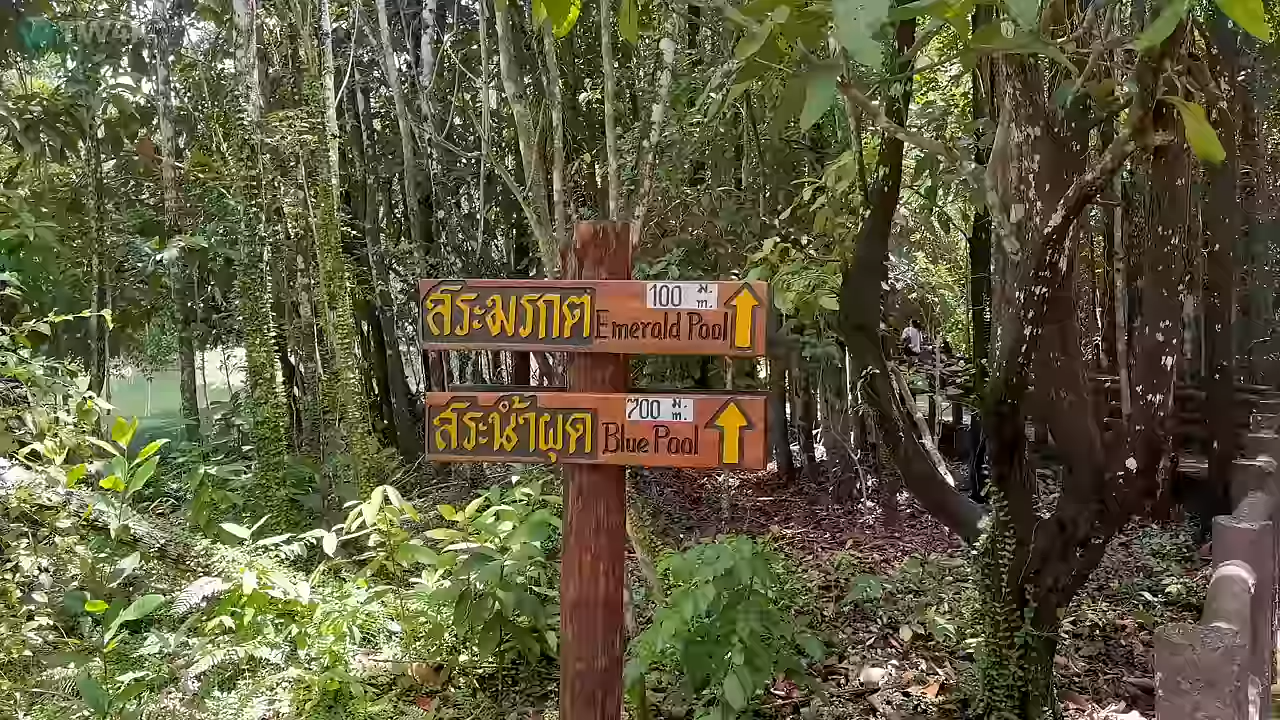 สระมรกต Emerald Pool 100 ม. m.
สระน้ำผุด Blue Pool 700 ม. m.